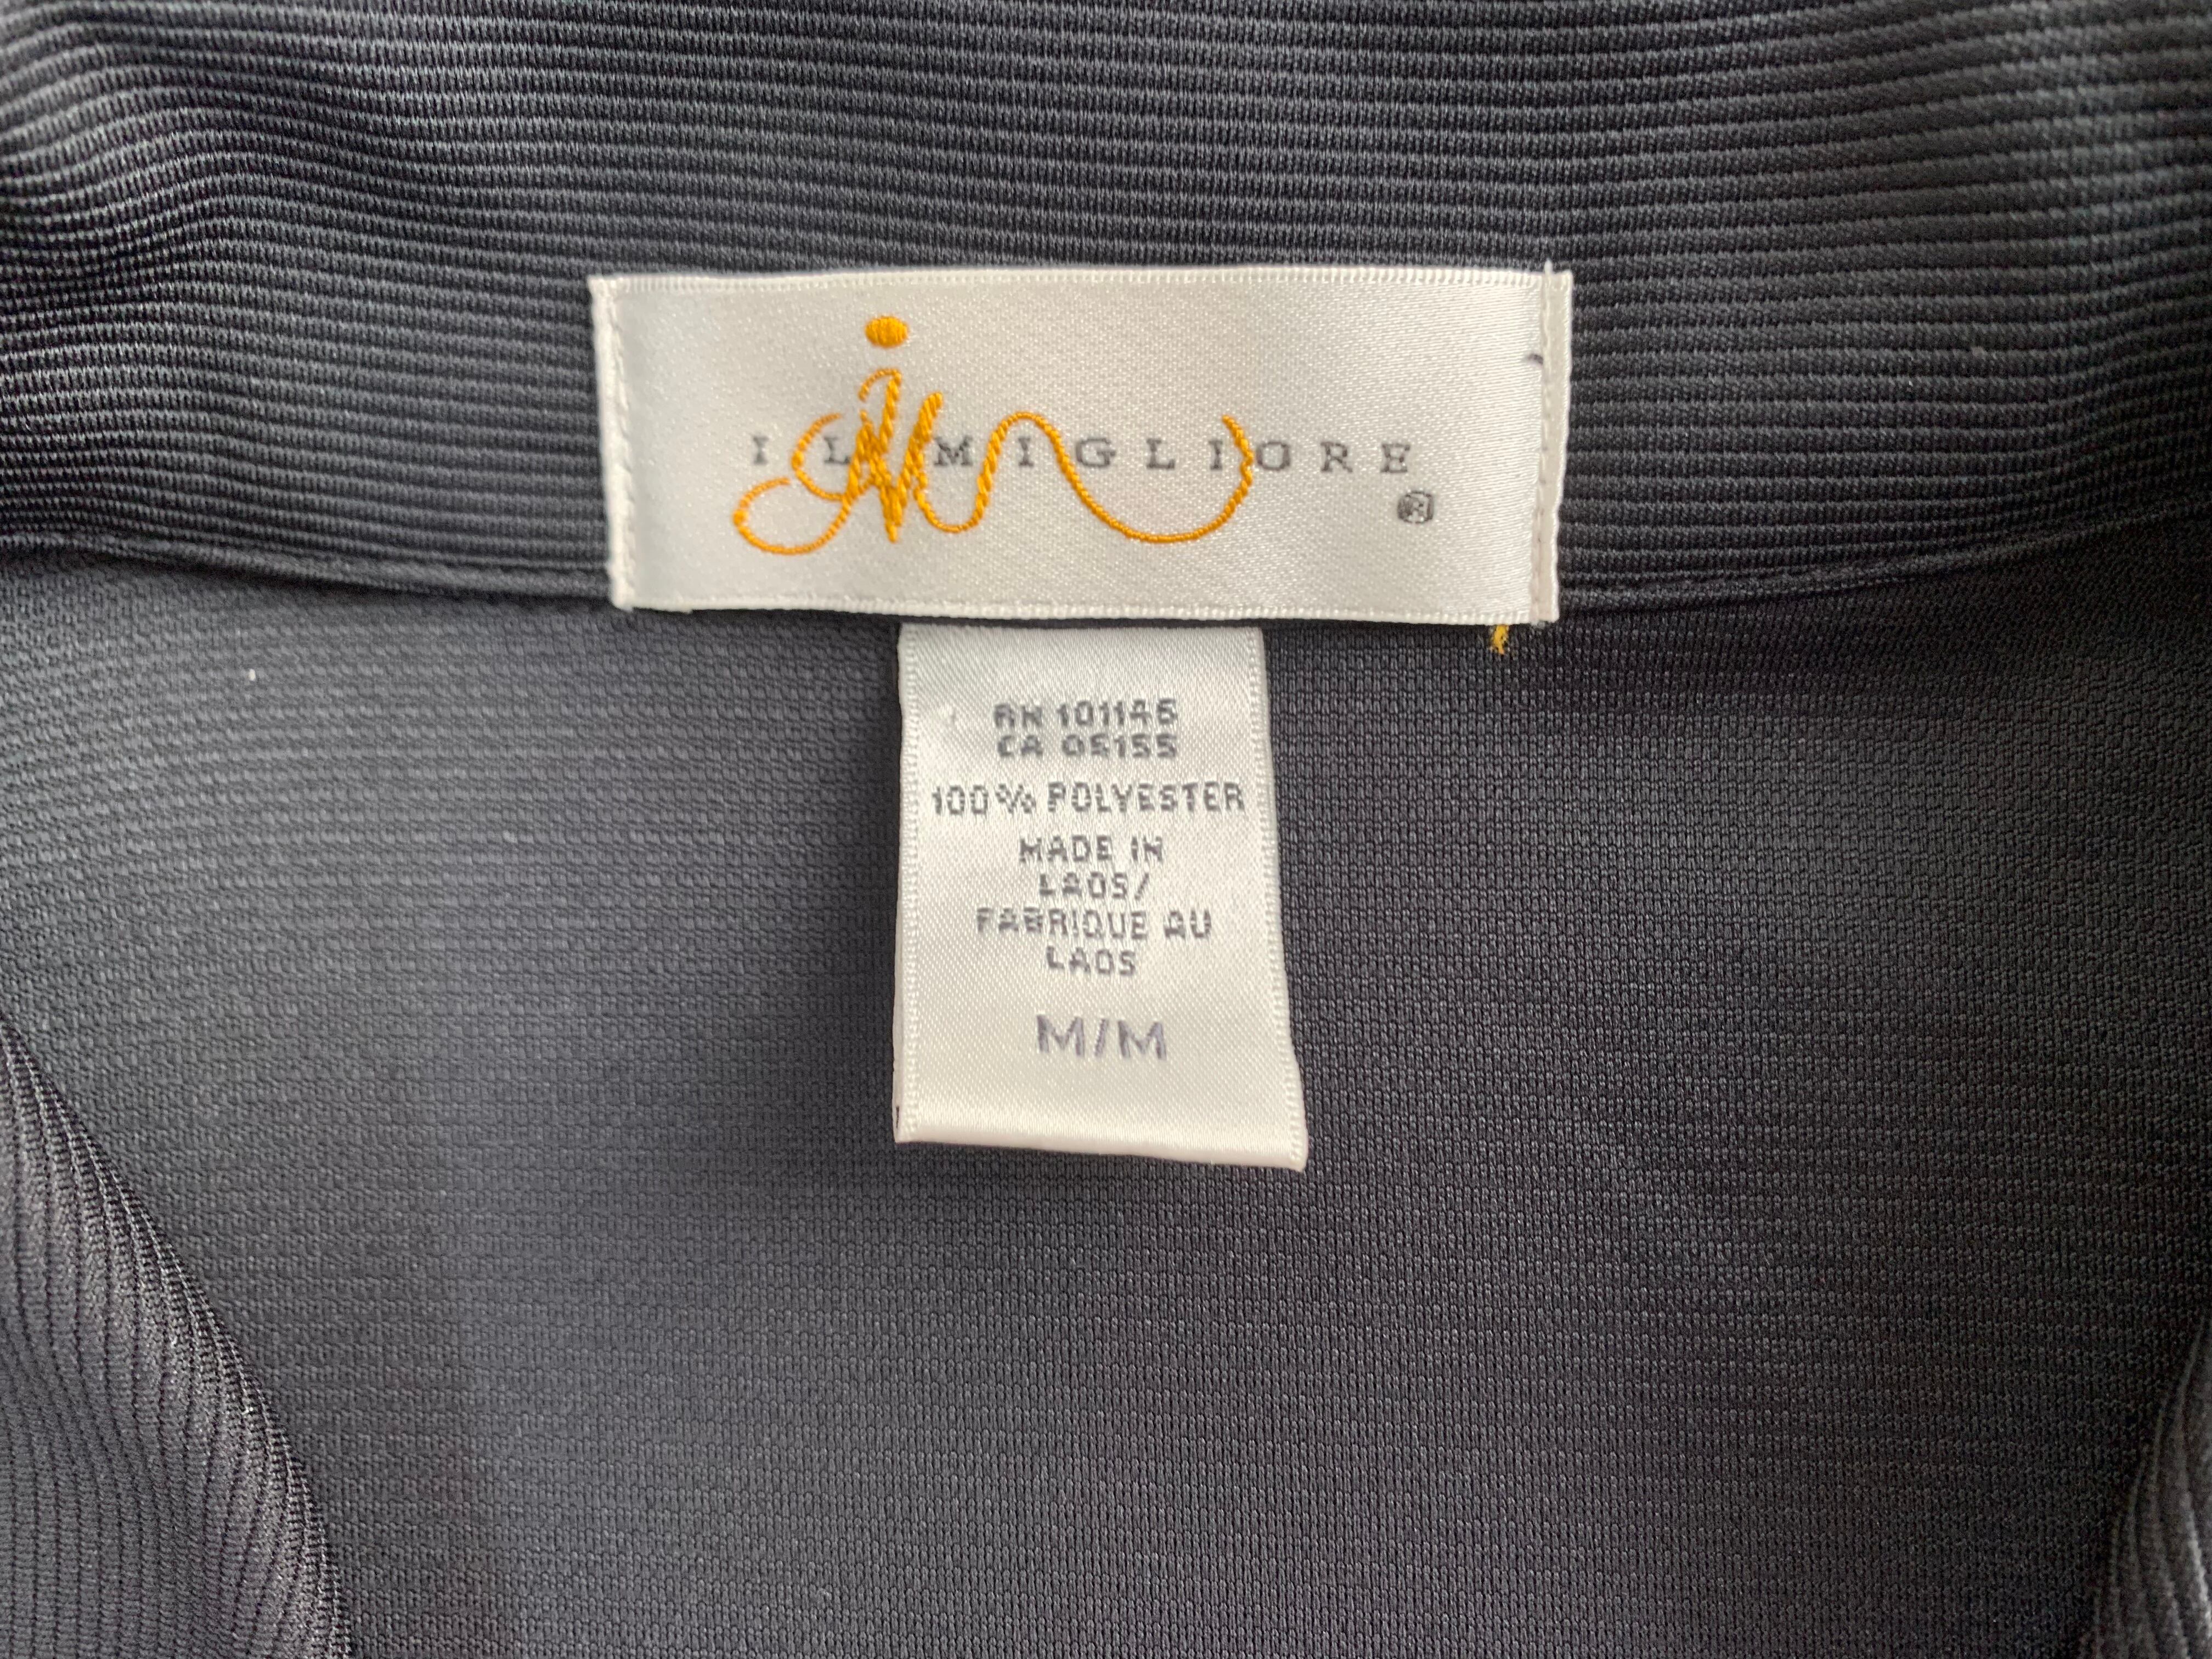 IL MIGLIORE
®
RN 101146
CA 05155
100% POLYESTER
MADE IN
LAOS/
FABRIQUE AU
LAOS
M/M